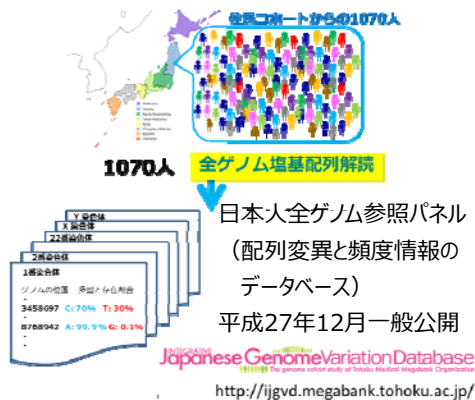 住民コホートからの1070人
1070人
全ゲノム塩基配列解読
Y 染色体
X 染色体
22番染色体
2番染色体
1番染色体
ゲノムの位置 多型と存在割合
3458697 C: 70% T: 30%
8768942 A: 99.9% G: 0.1%
日本人全ゲノム参照パネル
（配列変異と頻度情報の
データベース）
平成27年12月一般公開
INTEGRATIVE
Japanese Genome Variation Database
The genome cohort study of Tohoku Medical Megabank Organization
http://ijgvd.megabank.tohoku.ac.jp/